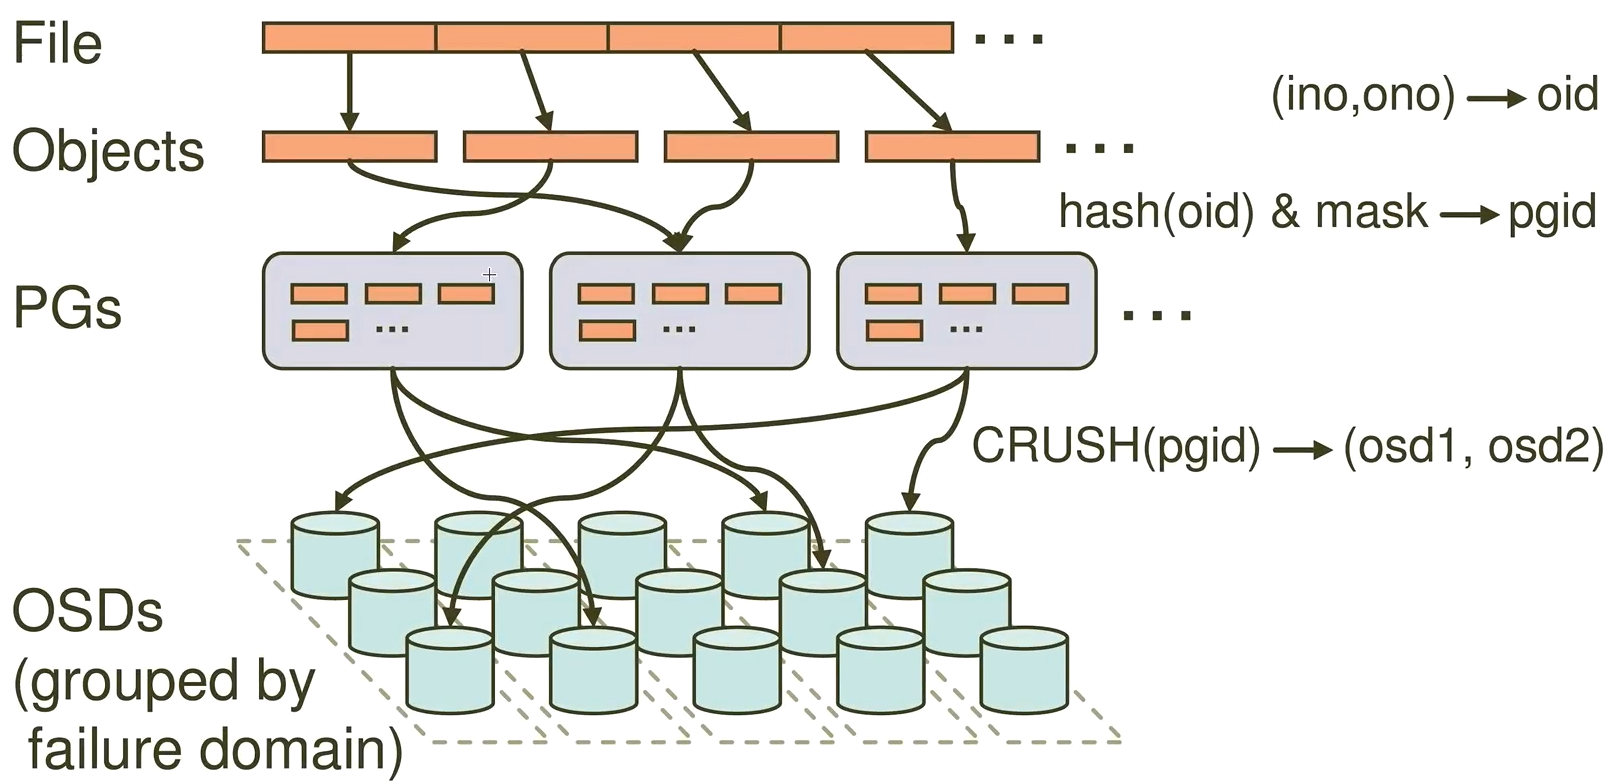 File
(ino,ono) → oid
Objects
hash(oid) & mask → pgid
PGs
CRUSH(pgid) → (osd1, osd2)
OSDs
(grouped by
failure domain)